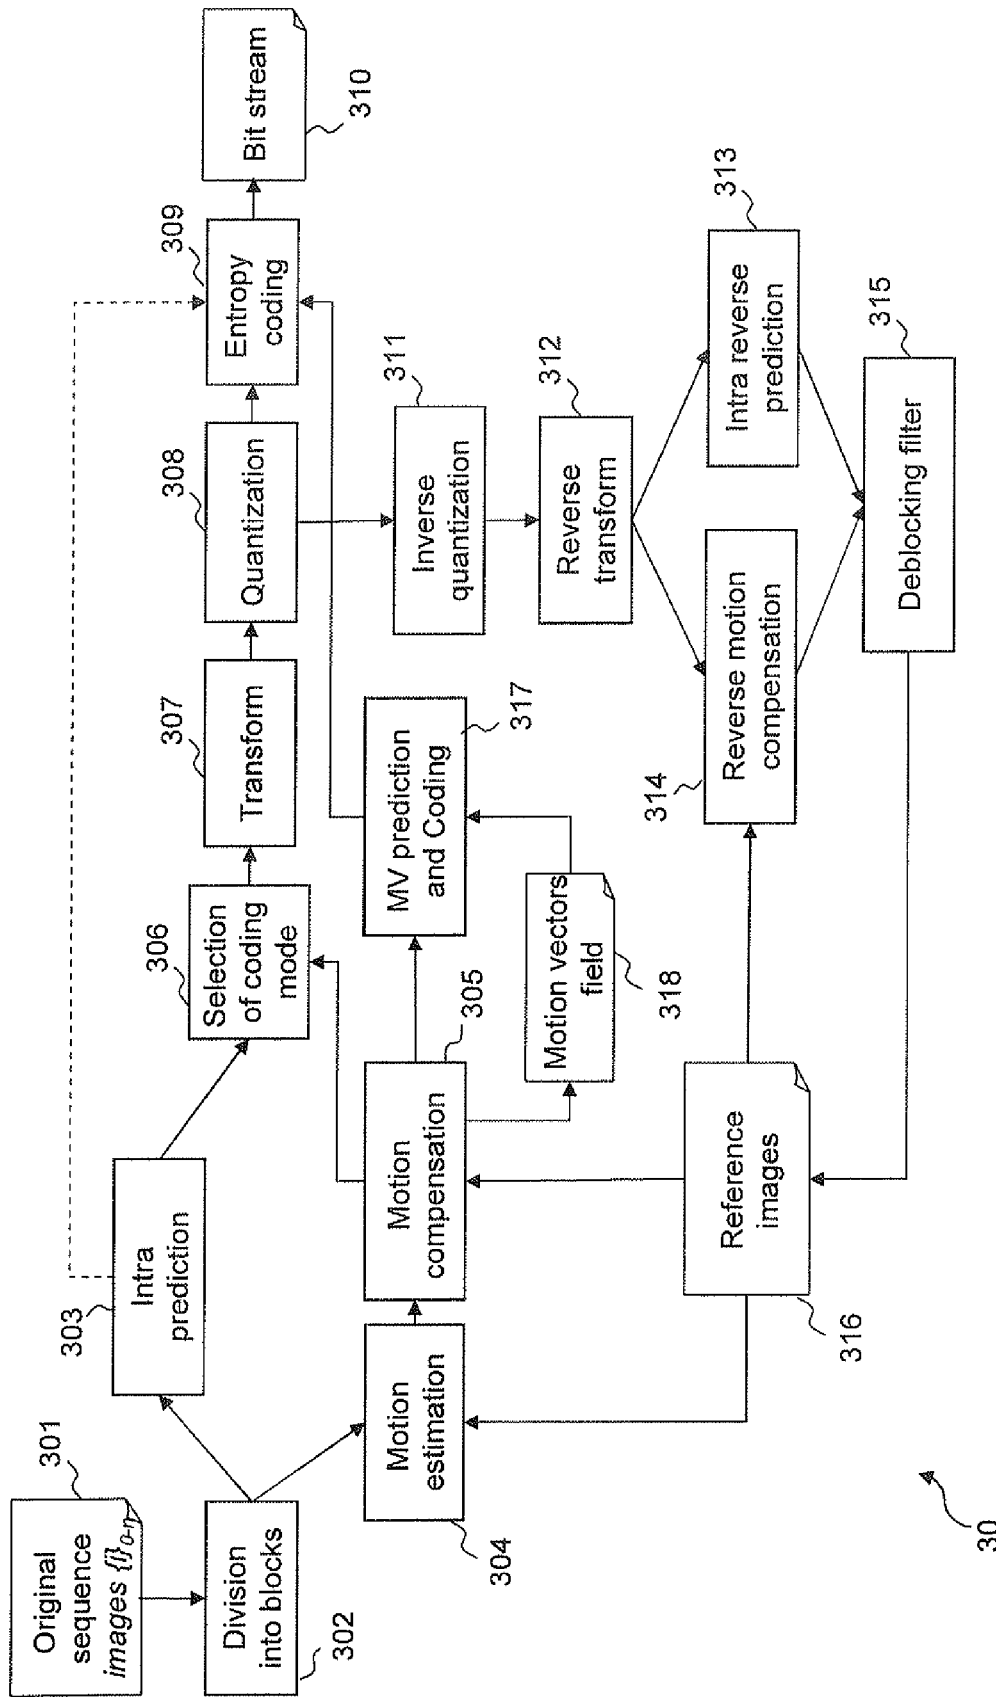 Original
sequence
images {i}0-n
301
Division
into blocks
302
Intra
prediction
303
Motion
estimation
304
Motion
compensation
305
Selection
of coding
mode
306
Transform
307
Quantization
308
Entropy
coding
309
Bit stream
310
Inverse
quantization
311
Reverse
transform
312
Intra reverse
prediction
313
Reverse motion
compensation
314
Deblocking filter
315
Reference
images
316
MV prediction
and Coding
317
Motion vectors
field
318
30